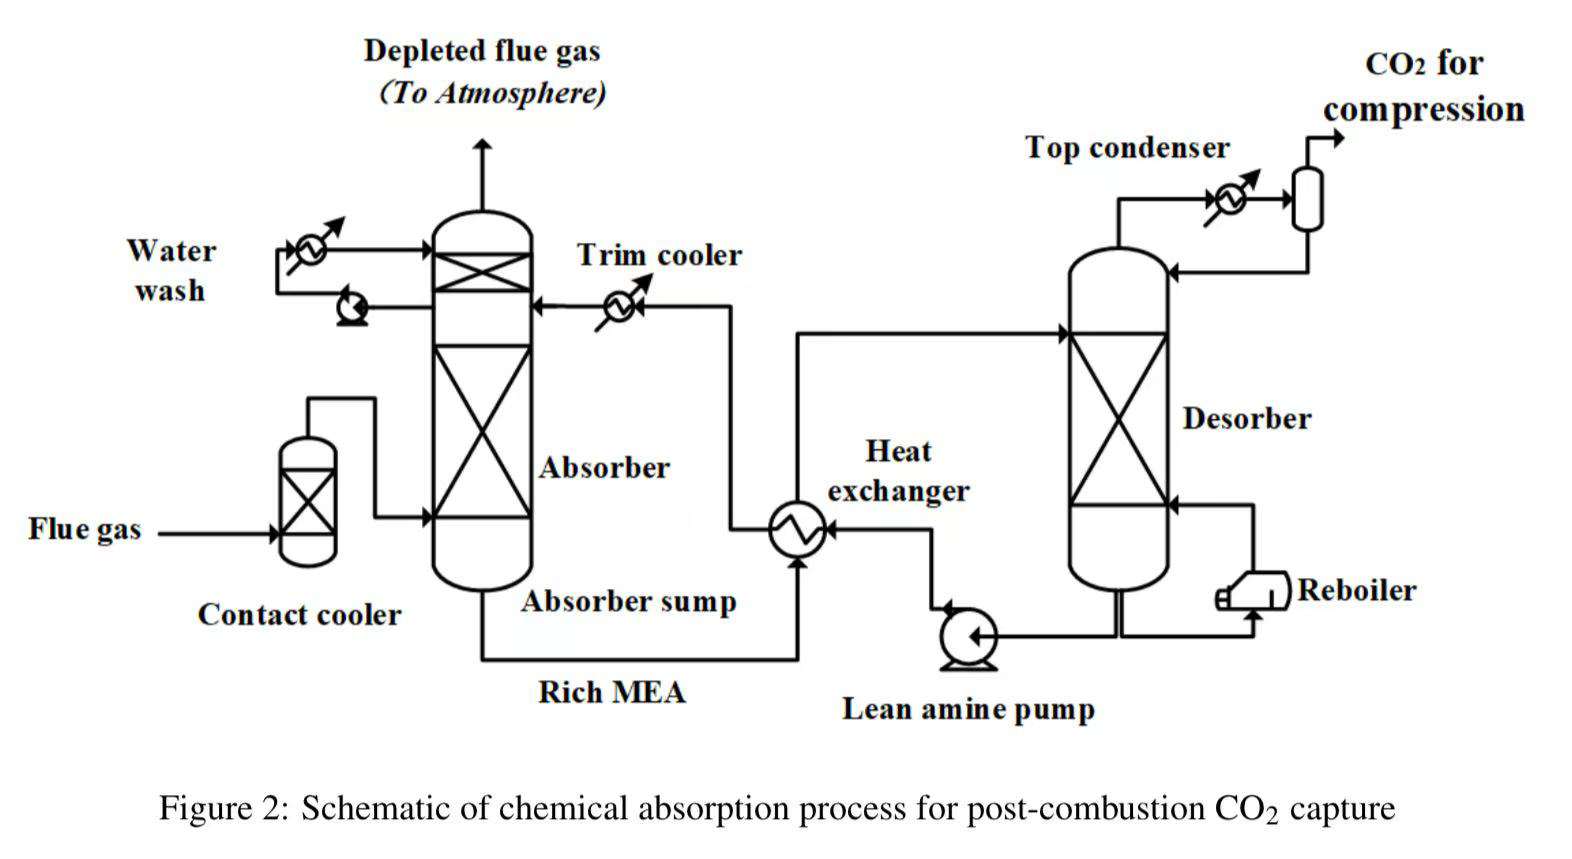 Depleted flue gas
(To Atmosphere)
CO₂ for
compression
Top condenser
Water
wash
Trim cooler
Desorber
Heat
exchanger
Absorber
Flue gas
Contact cooler
Absorber sump
Reboiler
Rich MEA
Lean amine pump
Figure 2: Schematic of chemical absorption process for post-combustion CO₂ capture